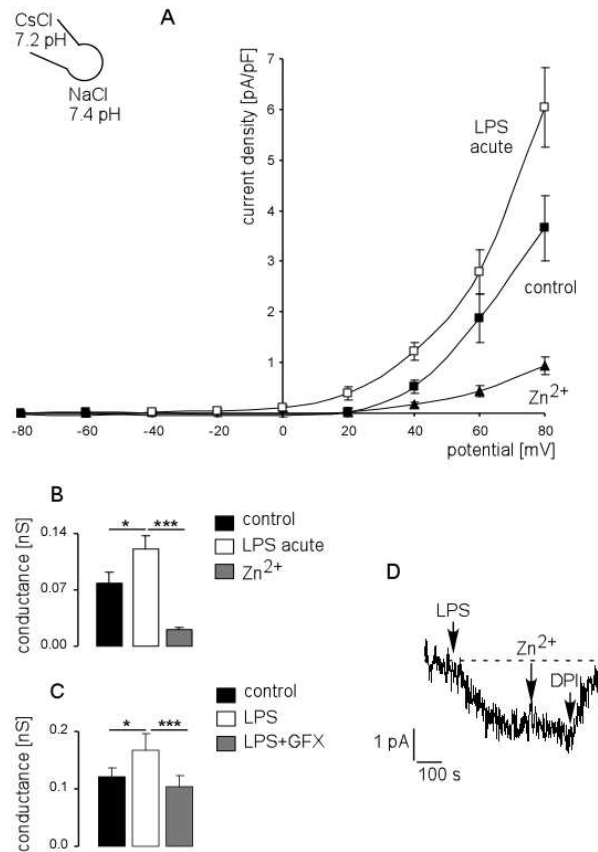 CsCl
7.2 pH
NaCl
7.4 pH
A
current density [pA/pF]
7
6
5
4
3
2
1
-80 -60 -40 -20 0 20 40 60 80
potential [mV]
LPS
acute
control
Zn2+
B
conductance [nS]
0.14
0.07
0.00
* ***
control
LPS acute
Zn2+
C
conductance [nS]
0.2
0.1
0.0
* ***
control
LPS
LPS+GFX
D
LPS
Zn2+
DPI
1 pA
100 s